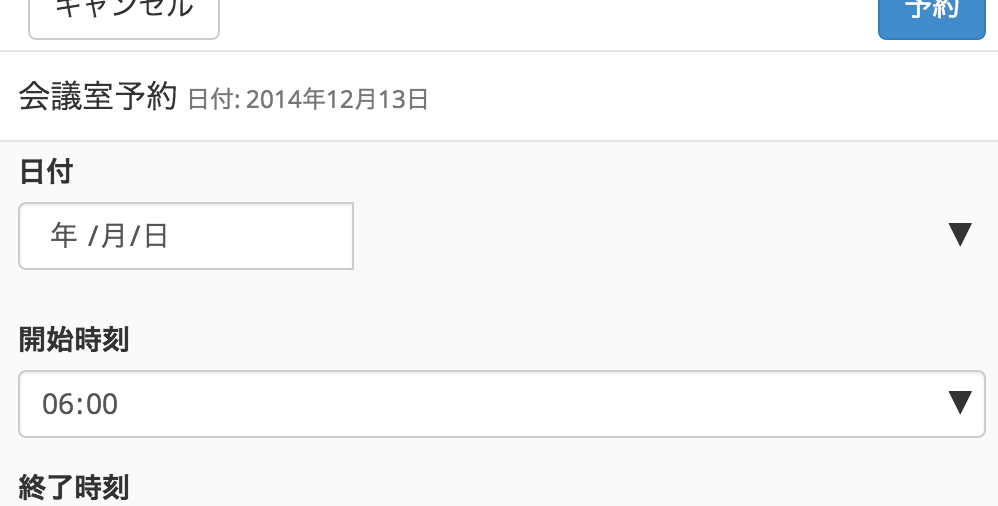 キャンセル 予約
会議室予約 日付: 2014年12月13日
日付
年 /月/日 ▼
開始時刻
06:00 ▼
終了時刻